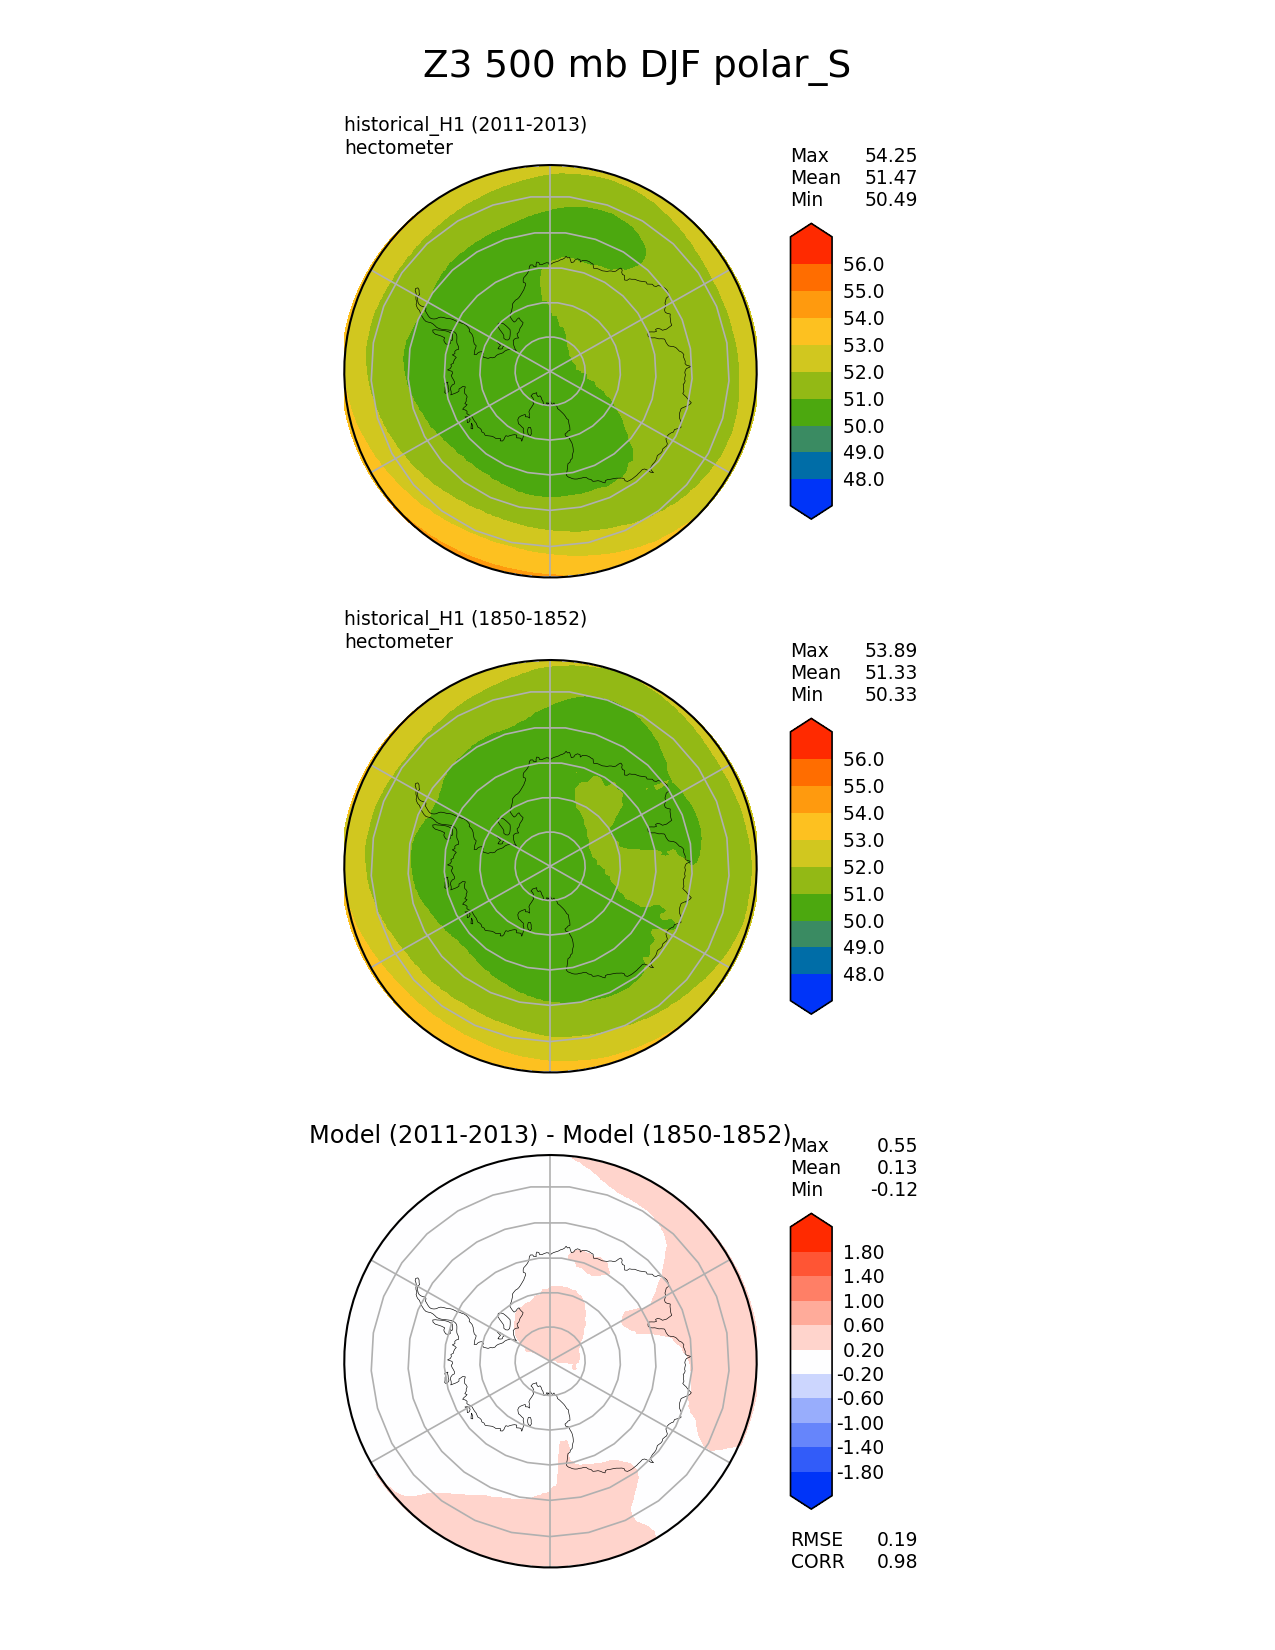 Z3 500 mb DJF polar_S
historical_H1 (2011-2013)
hectometer
Max 54.25
Mean 51.47
Min 50.49
56.0
55.0
54.0
53.0
52.0
51.0
50.0
49.0
48.0
historical_H1 (1850-1852)
hectometer
Max 53.89
Mean 51.33
Min 50.33
56.0
55.0
54.0
53.0
52.0
51.0
50.0
49.0
48.0
Model (2011-2013) - Model (1850-1852)
Max 0.55
Mean 0.13
Min -0.12
1.80
1.40
1.00
0.60
0.20
-0.20
-0.60
-1.00
-1.40
-1.80
RMSE 0.19
CORR 0.98